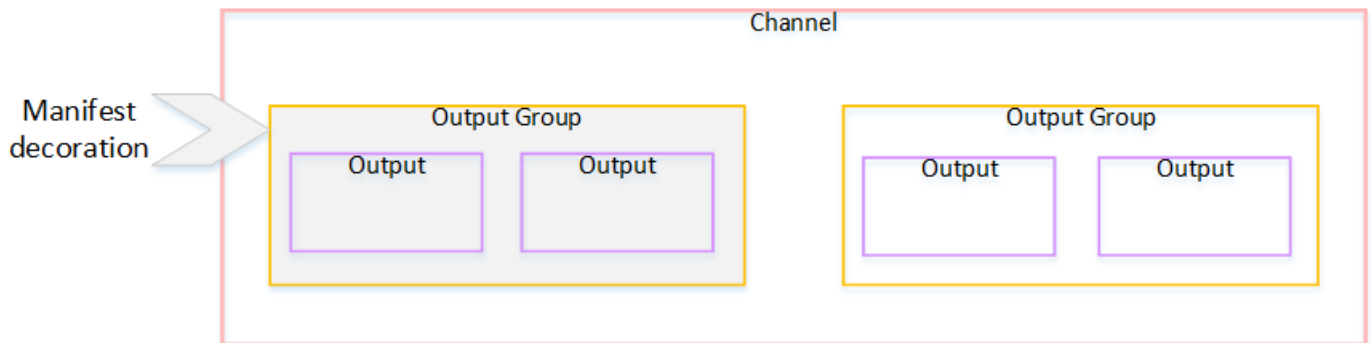 Channel
Manifest
decoration
Output Group
Output
Output
Output Group
Output
Output